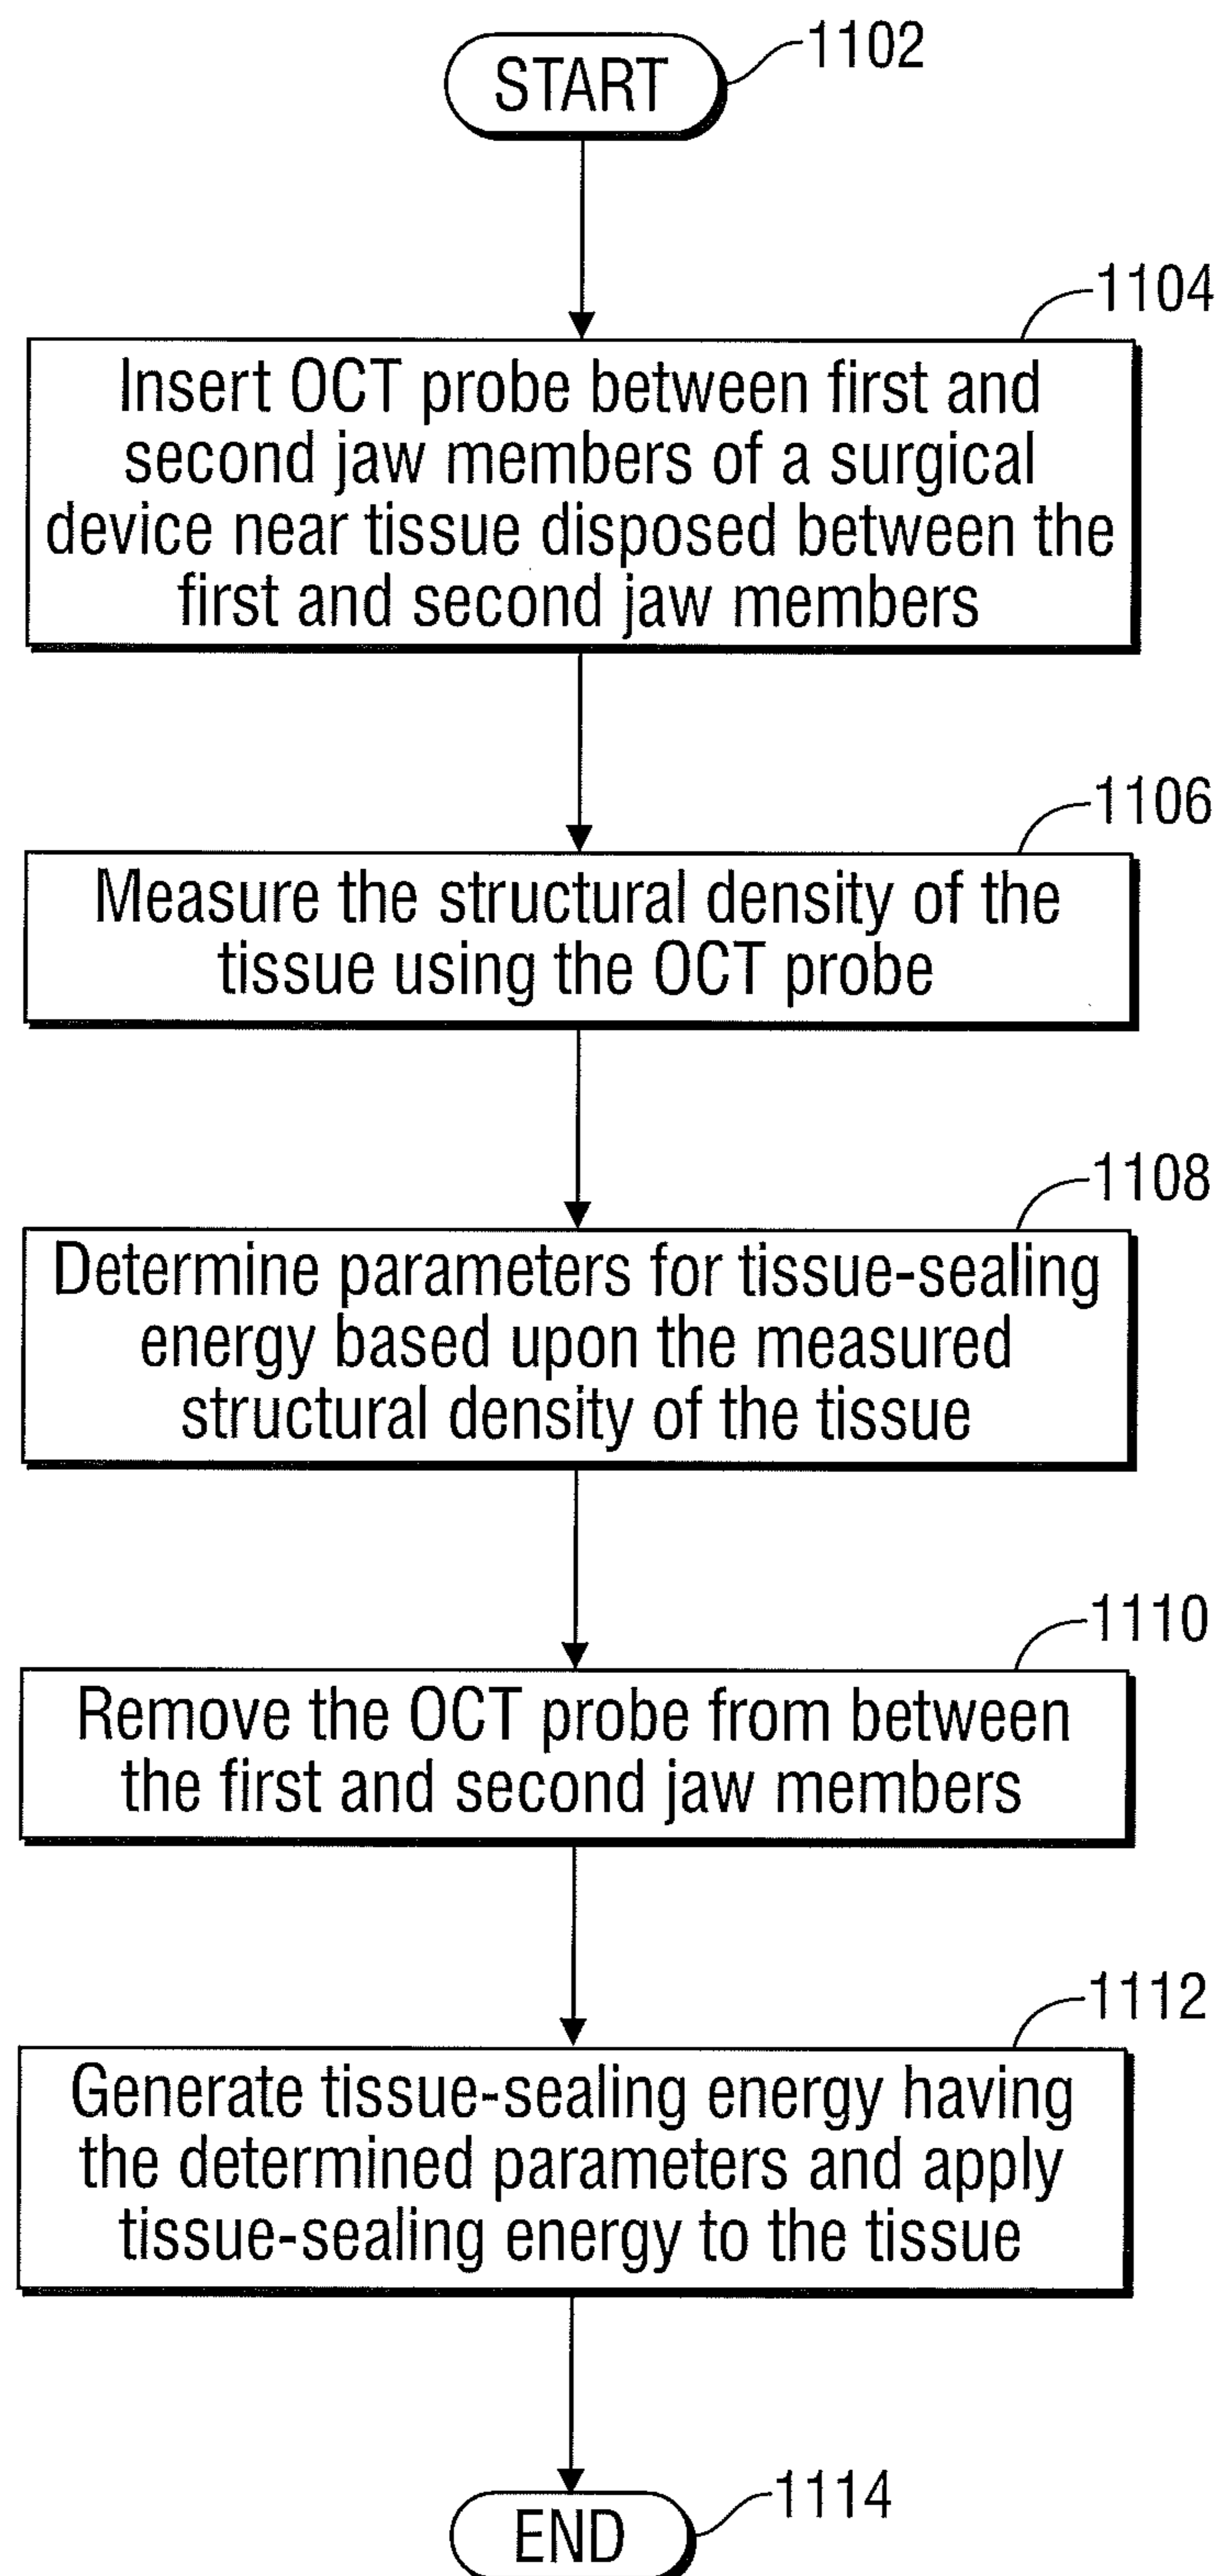 START
1102
1104
Insert OCT probe between first and
second jaw members of a surgical
device near tissue disposed between the
first and second jaw members
1106
Measure the structural density of the
tissue using the OCT probe
1108
Determine parameters for tissue-sealing
energy based upon the measured
structural density of the tissue
1110
Remove the OCT probe from between
the first and second jaw members
1112
Generate tissue-sealing energy having
the determined parameters and apply
tissue-sealing energy to the tissue
END
1114